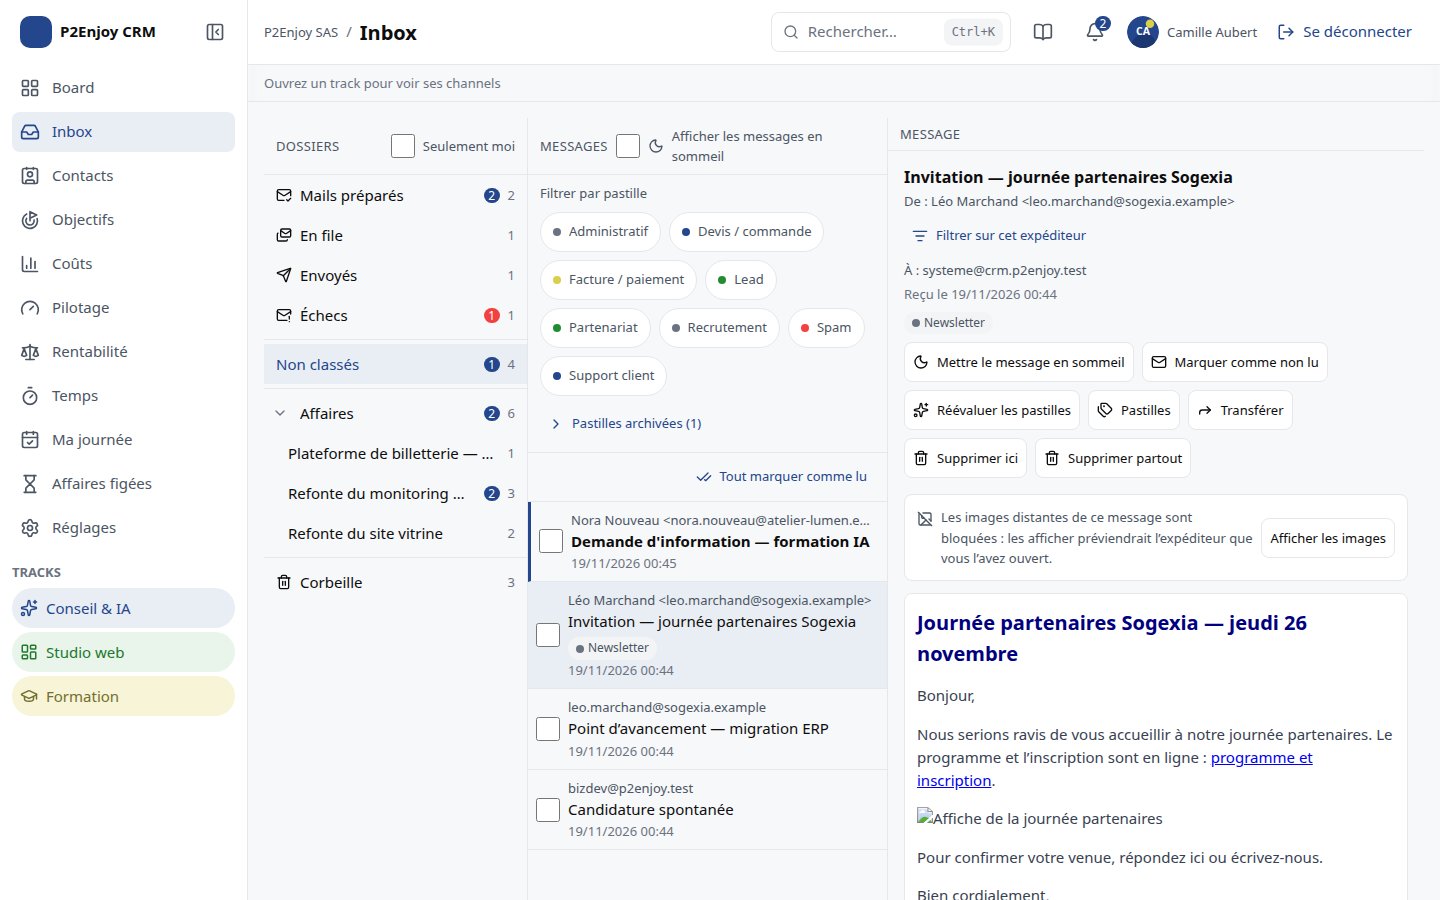 P2Enjoy CRM
Board
Inbox
Contacts
Objectifs
Coûts
Pilotage
Rentabilité
Temps
Ma journée
Affaires figées
Réglages
TRACKS
Conseil & IA
Studio web
Formation
P2Enjoy SAS / Inbox
Rechercher... Ctrl+K
2
CA Camille Aubert
Se déconnecter
Ouvrez un track pour voir ses channels
DOSSIERS Seulement moi
Mails préparés 2 2
En file 1
Envoyés 1
Échecs 1 1
Non classés 1 4
Affaires 2 6
Plateforme de billetterie — ... 1
Refonte du monitoring ... 2 3
Refonte du site vitrine 2
Corbeille 3
MESSAGES Afficher les messages en
sommeil
Filtrer par pastille
Administratif Devis / commande
Facture / paiement Lead
Partenariat Recrutement Spam
Support client
Pastilles archivées (1)
Tout marquer comme lu
Nora Nouveau <nora.nouveau@atelier-lumen.e...
Demande d'information — formation IA
19/11/2026 00:45
Léo Marchand <leo.marchand@sogexia.example>
Invitation — journée partenaires Sogexia
Newsletter
19/11/2026 00:44
leo.marchand@sogexia.example
Point d’avancement — migration ERP
19/11/2026 00:44
bizdev@p2enjoy.test
Candidature spontanée
19/11/2026 00:44
MESSAGE
Invitation — journée partenaires Sogexia
De : Léo Marchand <leo.marchand@sogexia.example>
Filtrer sur cet expéditeur
À : systeme@crm.p2enjoy.test
Reçu le 19/11/2026 00:44
Newsletter
Mettre le message en sommeil Marquer comme non lu
Réévaluer les pastilles Pastilles Transférer
Supprimer ici Supprimer partout
Les images distantes de ce message sont
bloquées : les afficher préviendrait l’expéditeur que
vous l’avez ouvert.
Afficher les images
Journée partenaires Sogexia — jeudi 26
novembre
Bonjour,
Nous serions ravis de vous accueillir à notre journée partenaires. Le
programme et l’inscription sont en ligne : programme et
inscription.
Affiche de la journée partenaires
Pour confirmer votre venue, répondez ici ou écrivez-nous.
Bien cordialement,